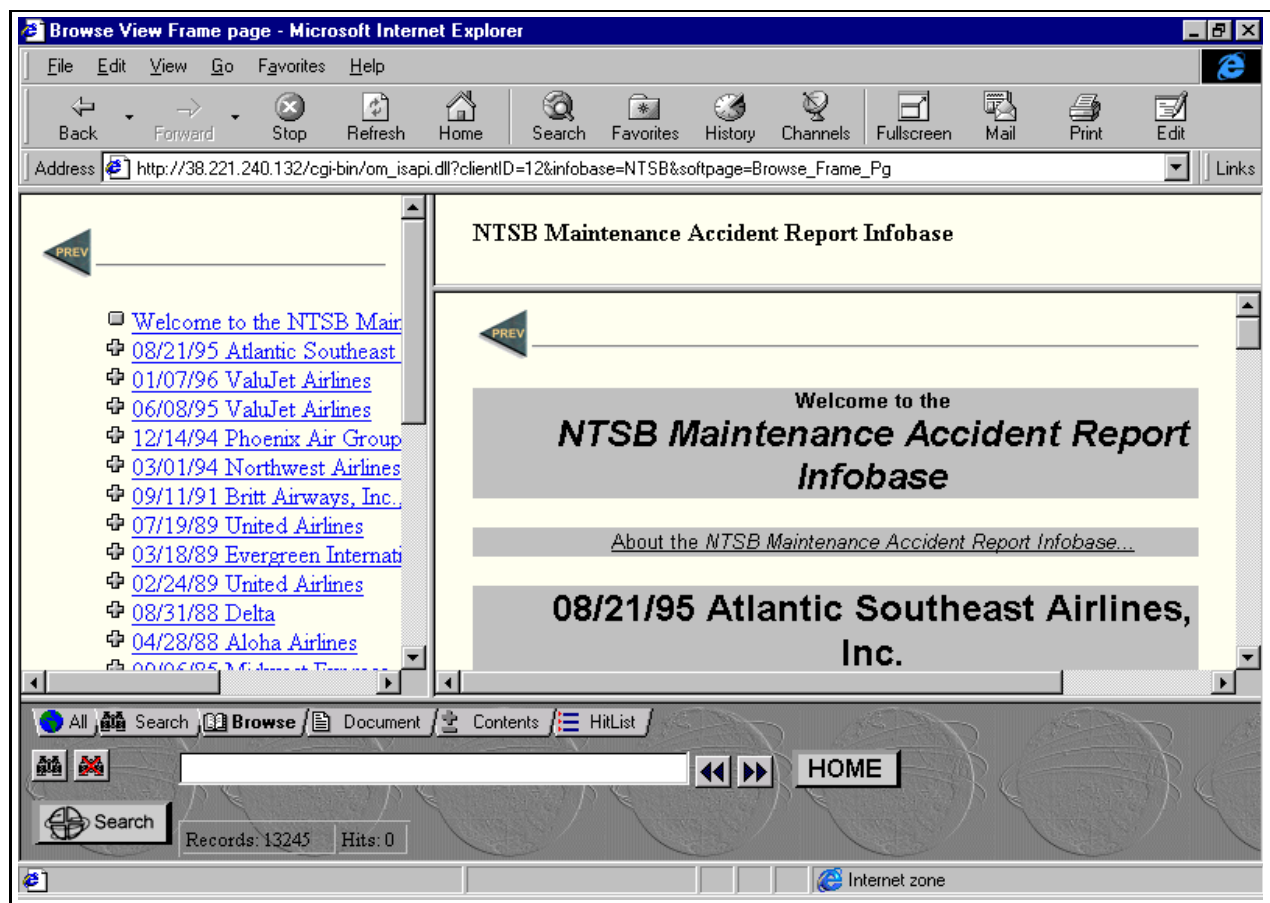 Browse View Frame page - Microsoft Internet Explorer
File Edit View Go Favorites Help
Back Forward Stop Refresh Home Search Favorites History Channels Fullscreen Mail Print Edit
Address http://38.221.240.132/cgi-bin/om_isapi.dll?clientID=12&infobase=NTSB&softpage=Browse_Frame_Pg Links
PREV
Welcome to the NTSB Main
08/21/95 Atlantic Southeast
01/07/96 ValuJet Airlines
06/08/95 ValuJet Airlines
12/14/94 Phoenix Air Group
03/01/94 Northwest Airlines
09/11/91 Britt Airways, Inc.,
07/19/89 United Airlines
03/18/89 Evergreen Internati
02/24/89 United Airlines
08/31/88 Delta
04/28/88 Aloha Airlines
09/06/85 Midwest Express
NTSB Maintenance Accident Report Infobase
PREV
Welcome to the
NTSB Maintenance Accident Report
Infobase
About the NTSB Maintenance Accident Report Infobase...
08/21/95 Atlantic Southeast Airlines,
Inc.
All Search Browse Document Contents HitList
HOME
Search
Records: 13245 Hits: 0
Internet zone